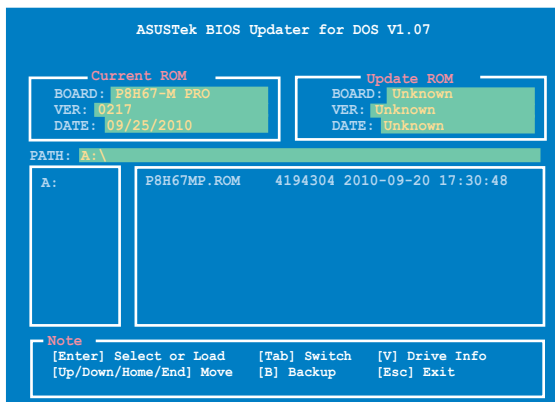 ASUSTek BIOS Updater for DOS V1.07
Current ROM
BOARD: P8H67-M PRO
VER: 0217
DATE: 09/25/2010
Update ROM
BOARD: Unknown
VER: Unknown
DATE: Unknown
PATH: A:\
A:
P8H67MP.ROM 4194304 2010-09-20 17:30:48
Note
[Enter] Select or Load [Tab] Switch [V] Drive Info
[Up/Down/Home/End] Move [B] Backup [Esc] Exit